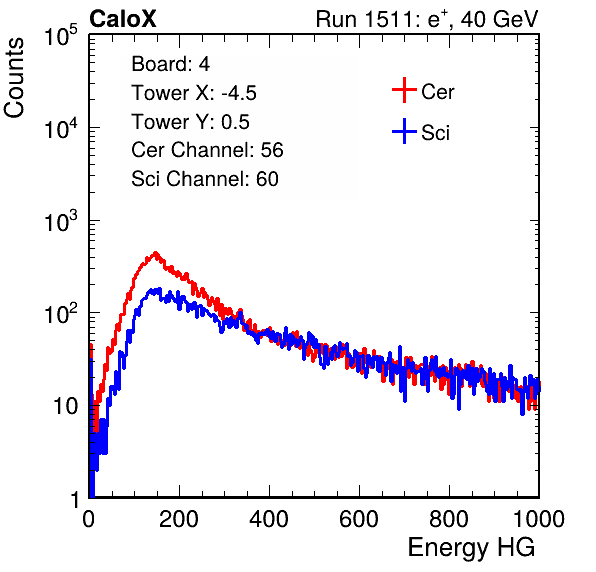 CaloX Run 1511: e⁺, 40 GeV
Counts
Board: 4
Tower X: -4.5
Tower Y: 0.5
Cer Channel: 56
Sci Channel: 60
Cer
Sci
10⁵
10⁴
10³
10²
10
1
0 200 400 600 800 1000
Energy HG